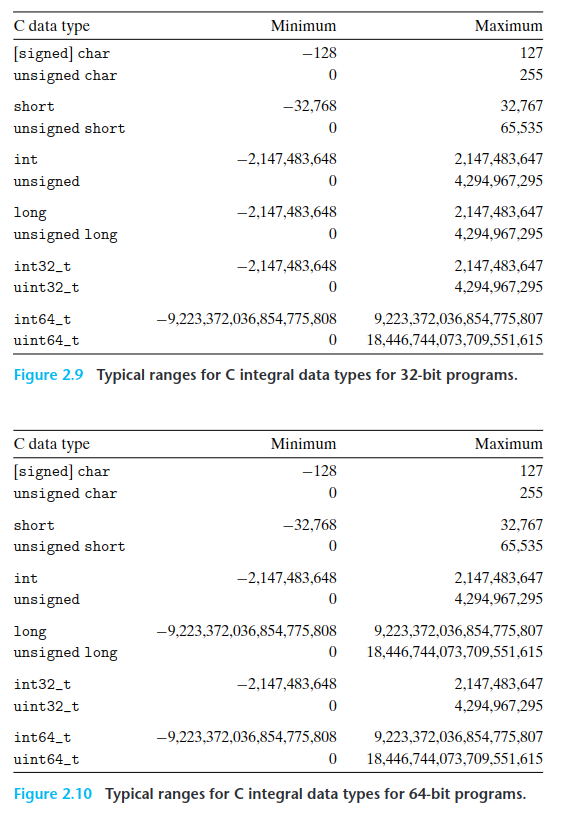 C data type Minimum Maximum
[signed] char −128 127
unsigned char 0 255
short −32,768 32,767
unsigned short 0 65,535
int −2,147,483,648 2,147,483,647
unsigned 0 4,294,967,295
long −2,147,483,648 2,147,483,647
unsigned long 0 4,294,967,295
int32_t −2,147,483,648 2,147,483,647
uint32_t 0 4,294,967,295
int64_t −9,223,372,036,854,775,808 9,223,372,036,854,775,807
uint64_t 0 18,446,744,073,709,551,615
Figure 2.9 Typical ranges for C integral data types for 32-bit programs.
C data type Minimum Maximum
[signed] char −128 127
unsigned char 0 255
short −32,768 32,767
unsigned short 0 65,535
int −2,147,483,648 2,147,483,647
unsigned 0 4,294,967,295
long −9,223,372,036,854,775,808 9,223,372,036,854,775,807
unsigned long 0 18,446,744,073,709,551,615
int32_t −2,147,483,648 2,147,483,647
uint32_t 0 4,294,967,295
int64_t −9,223,372,036,854,775,808 9,223,372,036,854,775,807
uint64_t 0 18,446,744,073,709,551,615
Figure 2.10 Typical ranges for C integral data types for 64-bit programs.